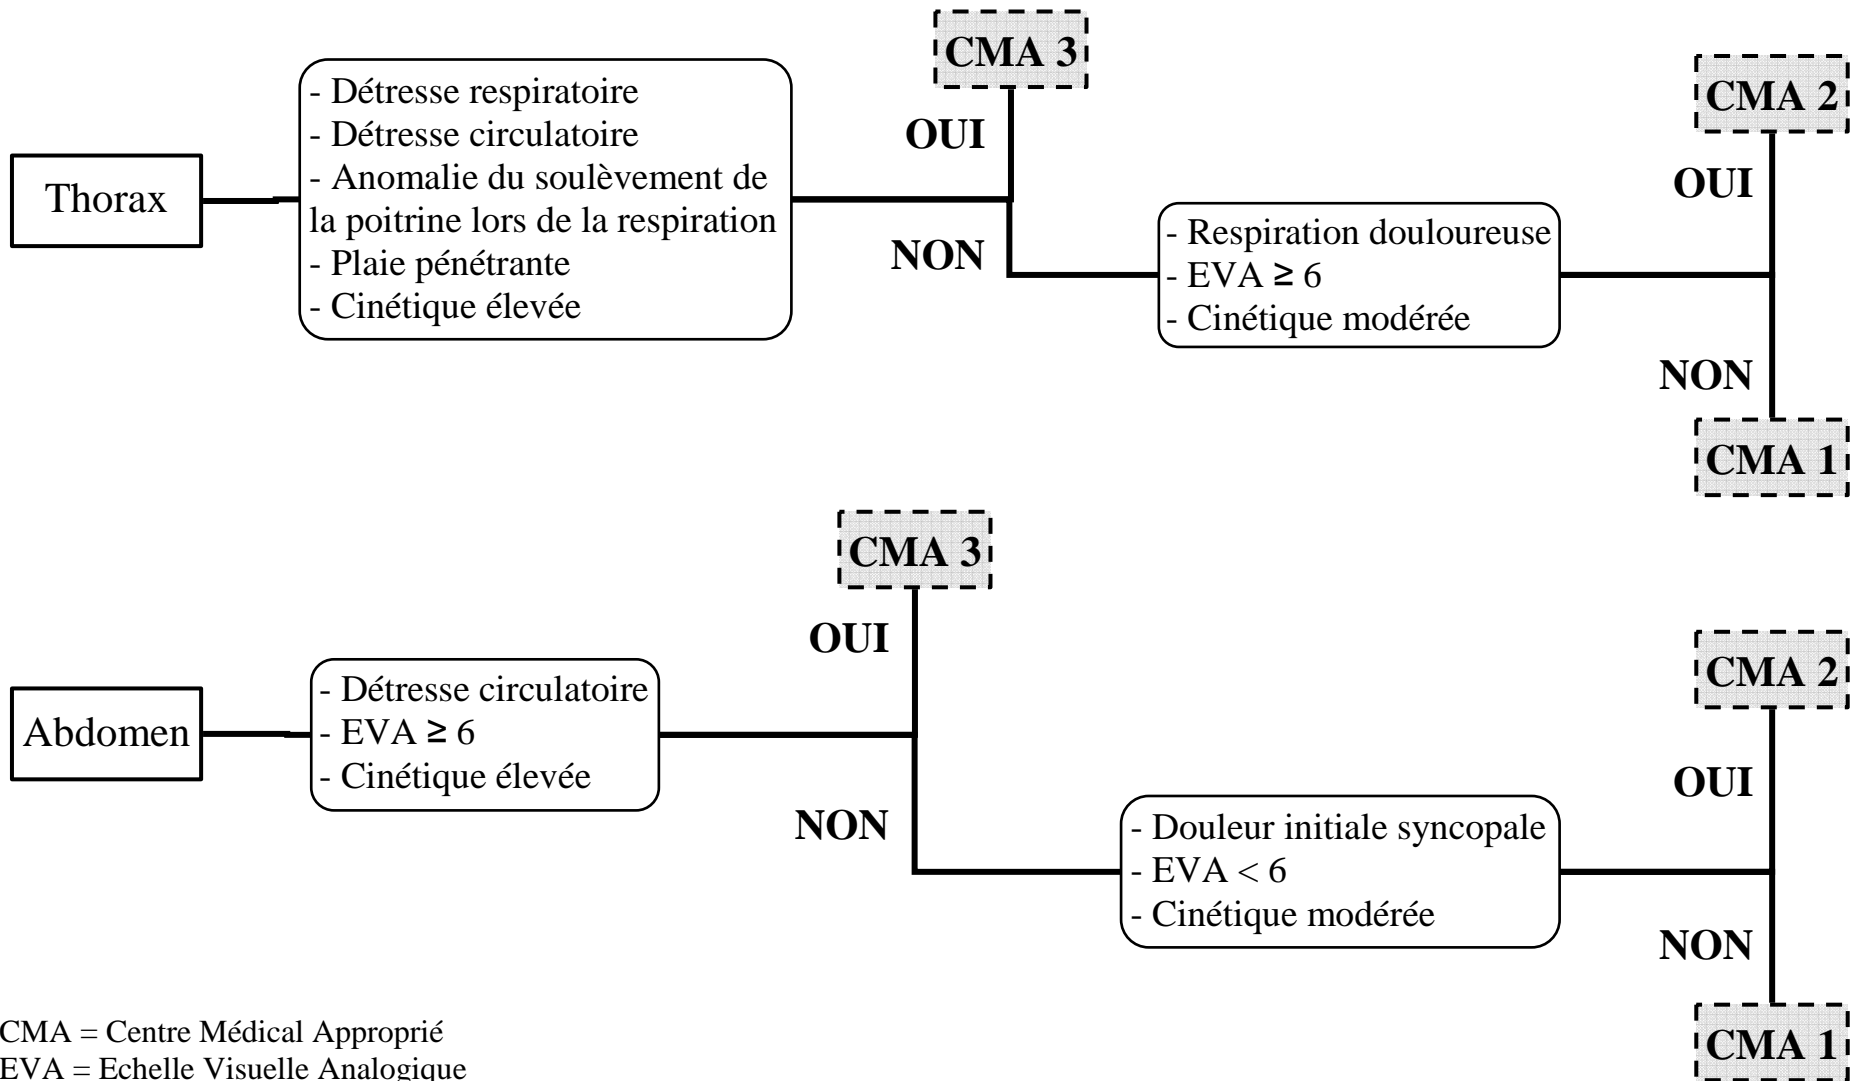 CMA 3
- Détresse respiratoire
- Détresse circulatoire
- Anomalie du soulèvement de
la poitrine lors de la respiration
- Plaie pénétrante
- Cinétique élevée
Thorax
OUI
NON
CMA 2
OUI
- Respiration douloureuse
- EVA ≥ 6
- Cinétique modérée
NON
CMA 1
CMA 3
OUI
Abdomen
- Détresse circulatoire
- EVA ≥ 6
- Cinétique élevée
NON
CMA 2
OUI
- Douleur initiale syncopale
- EVA < 6
- Cinétique modérée
NON
CMA 1
CMA = Centre Médical Approprié
EVA = Echelle Visuelle Analogique